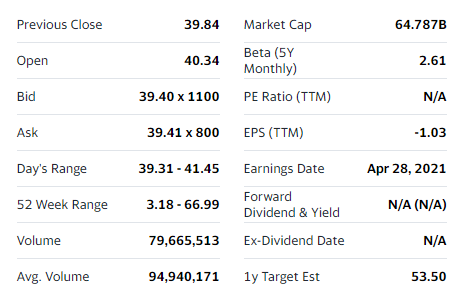 Previous Close 39.84
Open 40.34
Bid 39.40 x 1100
Ask 39.41 x 800
Day's Range 39.31 - 41.45
52 Week Range 3.18 - 66.99
Volume 79,665,513
Avg. Volume 94,940,171
Market Cap 64.787B
Beta (5Y
Monthly) 2.61
PE Ratio (TTM) N/A
EPS (TTM) -1.03
Earnings Date Apr 28, 2021
Forward
Dividend & Yield N/A (N/A)
Ex-Dividend Date N/A
1y Target Est 53.50